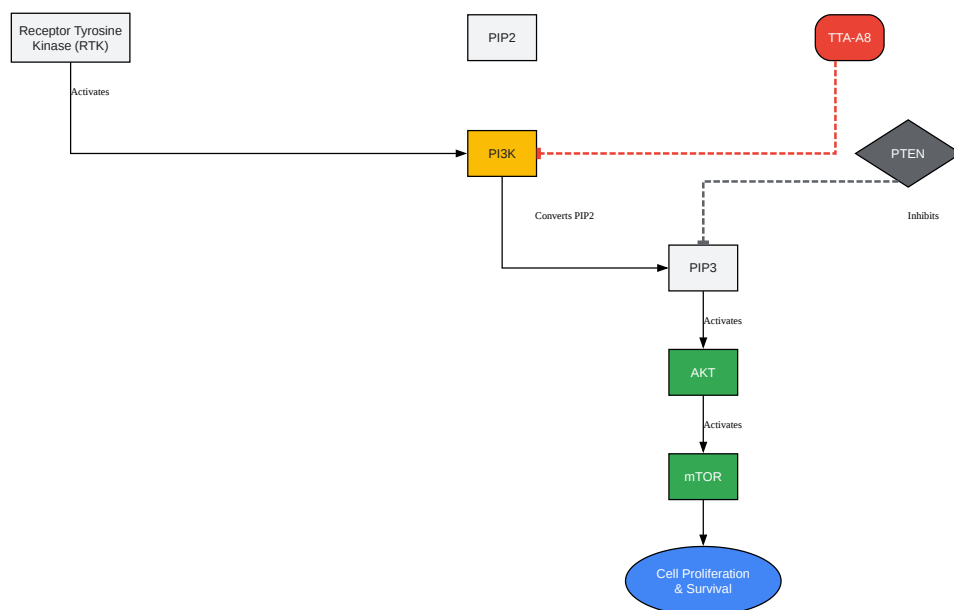 Receptor Tyrosine
Kinase (RTK)
PIP2
TTA-A8
Activates
PI3K
PTEN
Converts PIP2
Inhibits
PIP3
Activates
AKT
Activates
mTOR
Cell Proliferation
& Survival